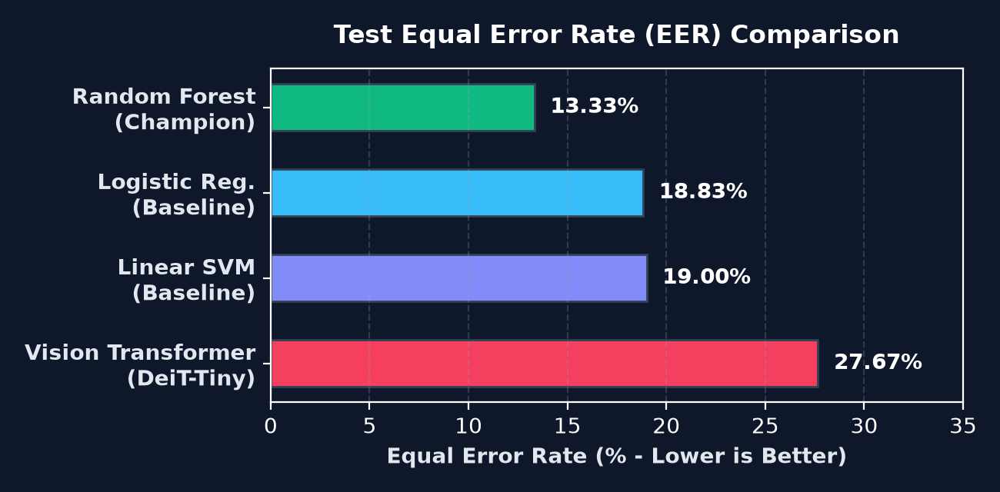 Test Equal Error Rate (EER) Comparison
Random Forest
(Champion)
13.33%
Logistic Reg.
(Baseline)
18.83%
Linear SVM
(Baseline)
19.00%
Vision Transformer
(DeiT-Tiny)
27.67%
0 5 10 15 20 25 30 35
Equal Error Rate (% - Lower is Better)